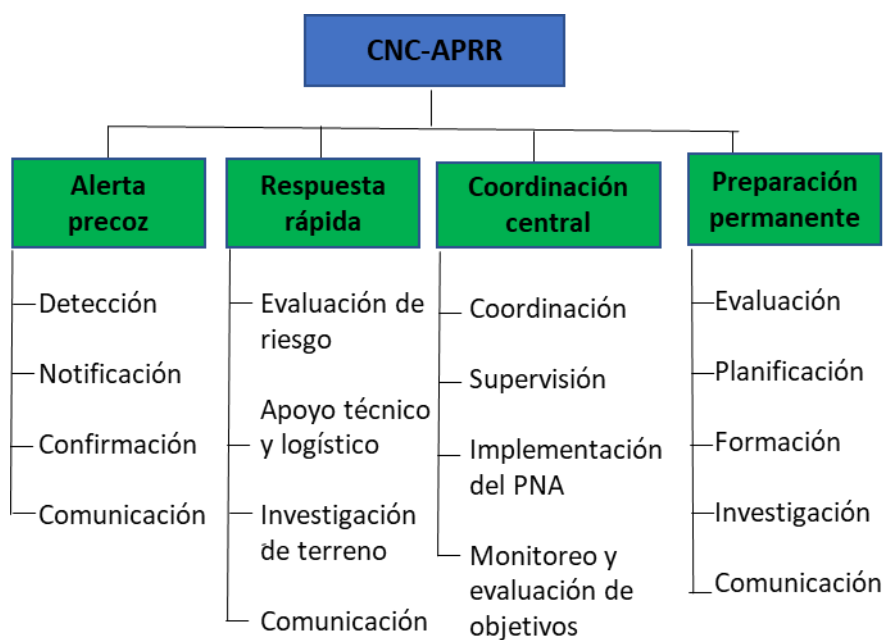 CNC-APRR
Alerta
precoz
Detección
Notificación
Confirmación
Comunicación
Respuesta
rápida
Evaluación de
riesgo
Apoyo técnico
y logístico
Investigación
de terreno
Comunicación
Coordinación
central
Coordinación
Supervisión
Implementación
del PNA
Monitoreo y
evaluación de
objetivos
Preparación
permanente
Evaluación
Planificación
Formación
Investigación
Comunicación